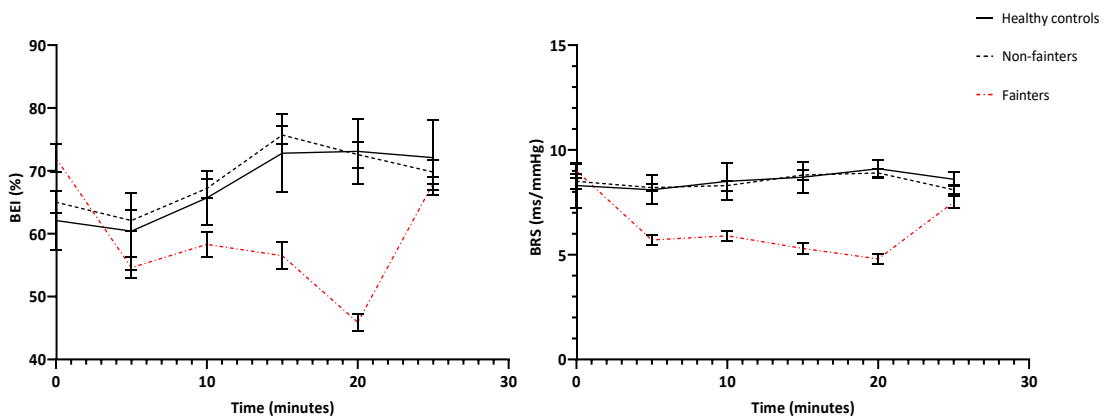 Healthy controls
Non-fainters
Fainters
BEI (%)
90
80
70
60
50
40
0
10
20
30
Time (minutes)
BRS (ms/mmHg)
15
10
5
0
0
10
20
30
Time (minutes)